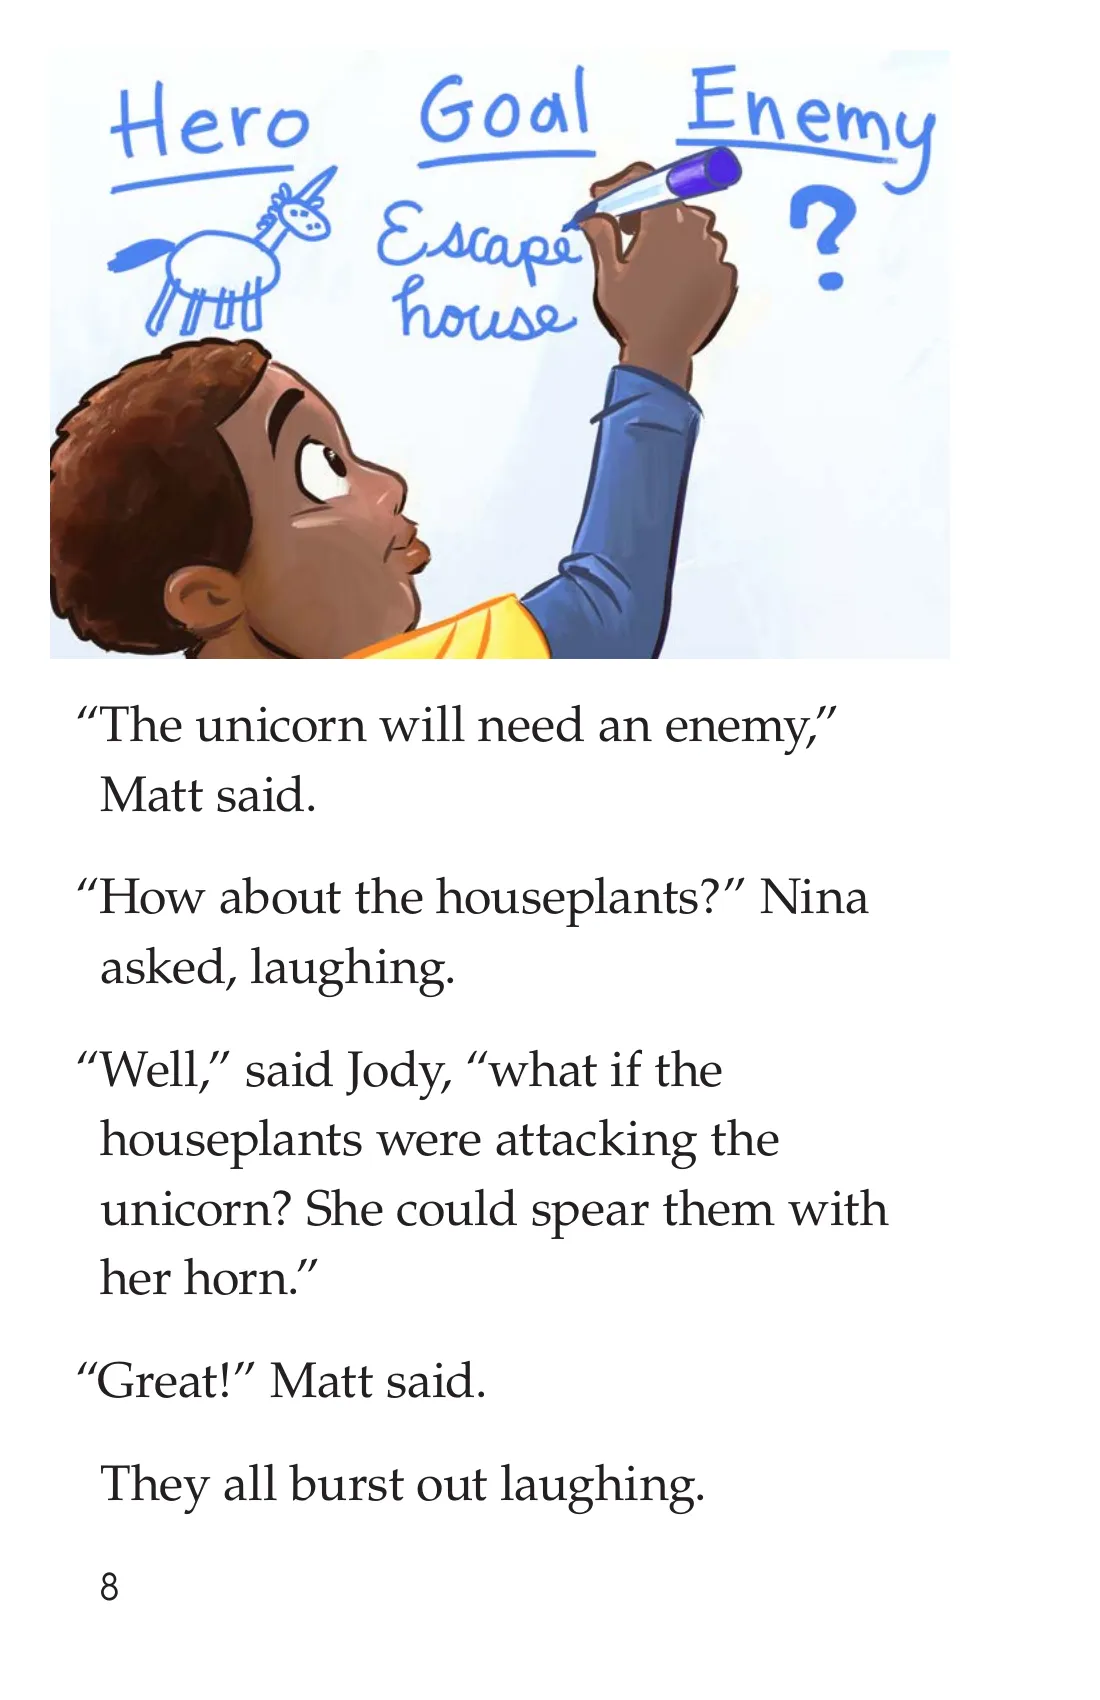 Hero Goal Enemy
Escape ?
house
“The unicorn will need an enemy,”
Matt said.
“How about the houseplants?” Nina
asked, laughing.
“Well,” said Jody, “what if the
houseplants were attacking the
unicorn? She could spear them with
her horn.”
“Great!” Matt said.
They all burst out laughing.
8